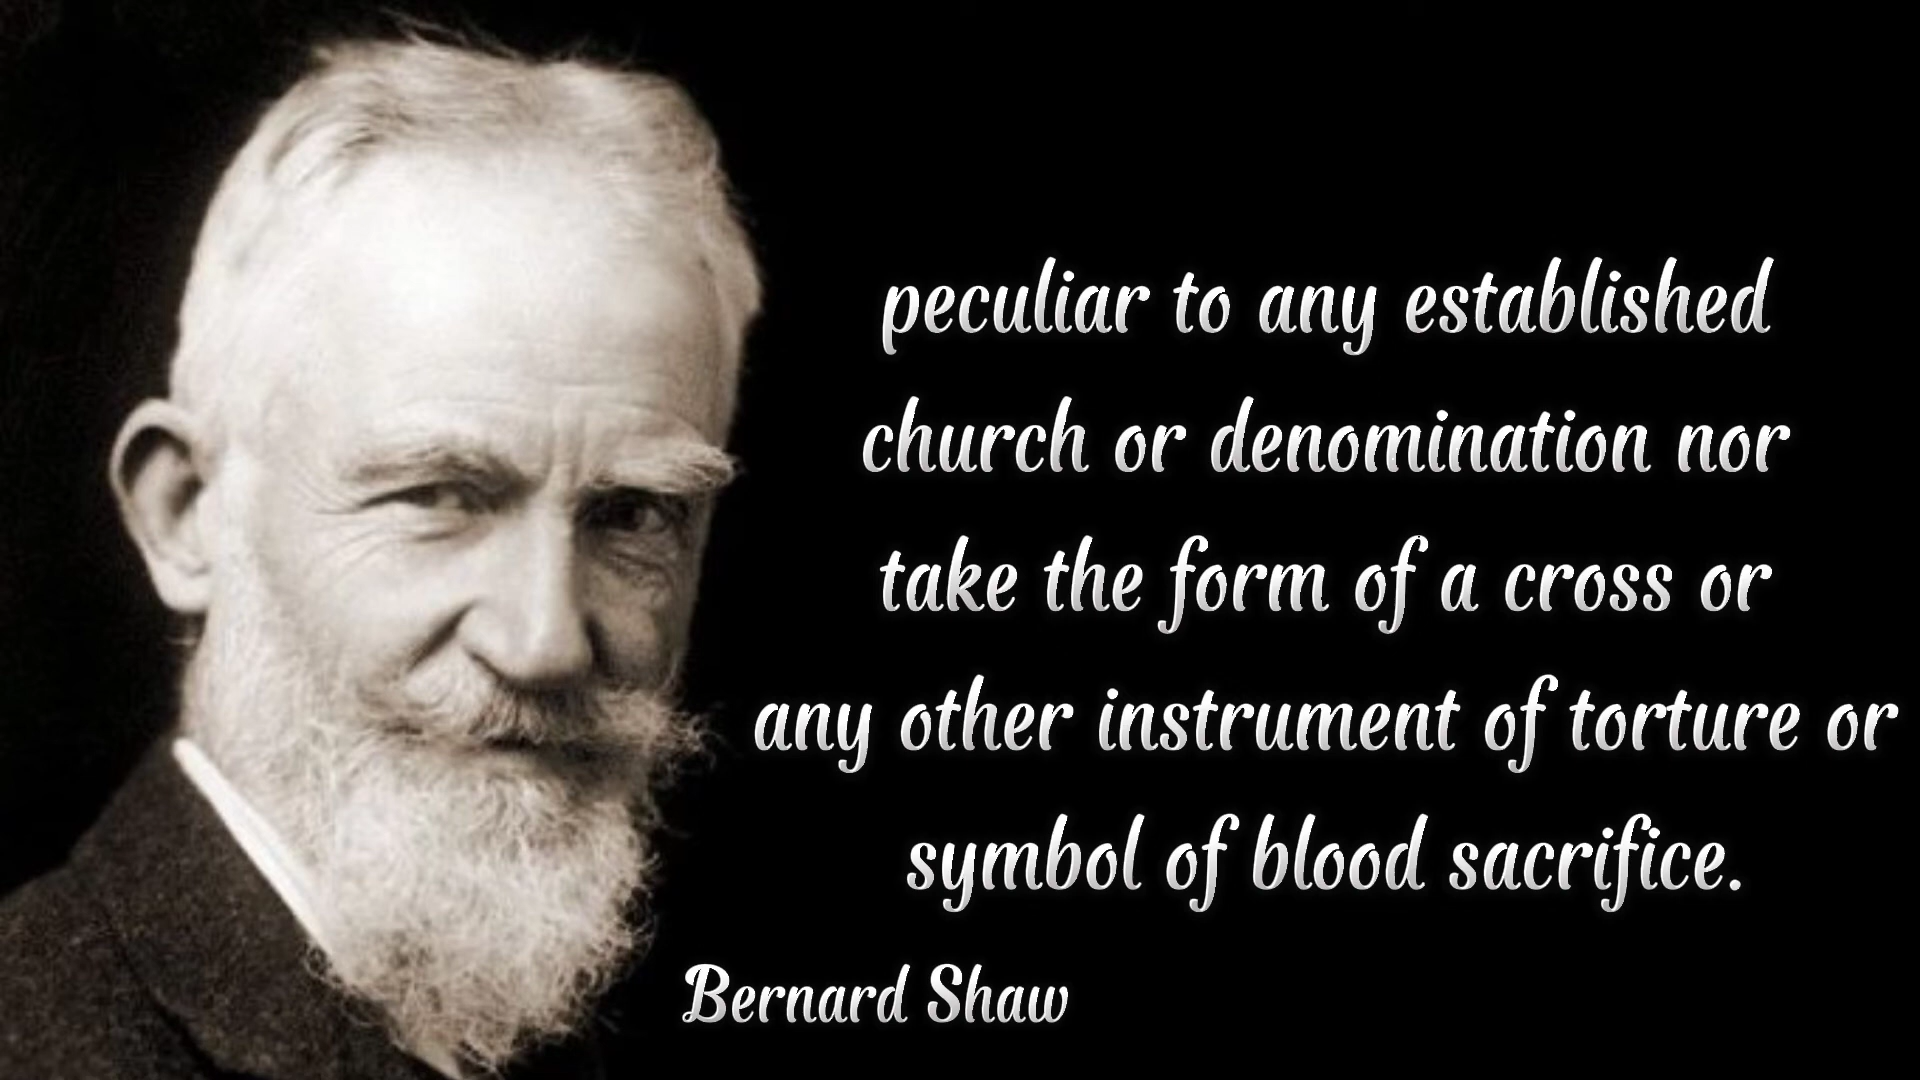 peculiar to any established
church or denomination nor
take the form of a cross or
any other instrument of torture or
symbol of blood sacrifice.
Bernard Shaw